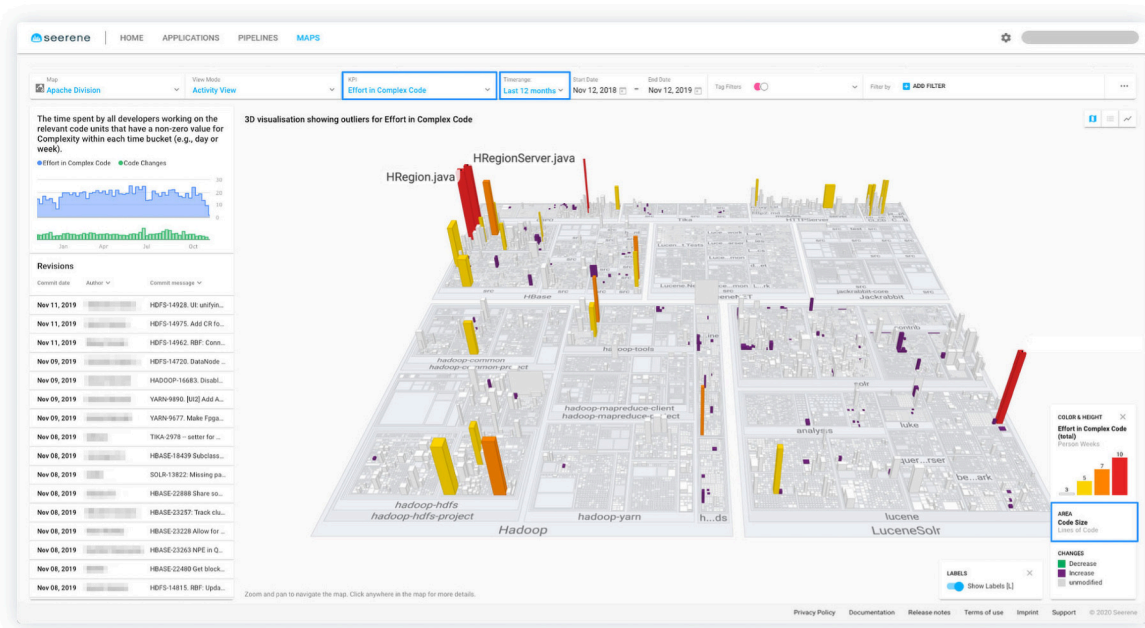 seerene
HOME
APPLICATIONS
PIPELINES
MAPS
Map
Apache Division
View Mode
Activity View
KPI
Effort in Complex Code
Timerange
Last 12 months
Start Date
Nov 12, 2018
–
End Date
Nov 12, 2019
Tag Filters
Filter by
ADD FILTER
The time spent by all developers working on the
relevant code units that have a non-zero value for
Complexity within each time bucket (e.g., day or
week).
Effort in Complex Code
Code Changes
30
20
10
0
Jan
Apr
Jul
Oct
Revisions
Commit date
Author
Commit message
Nov 11, 2019
HDFS-14928. UI: unifyin...
Nov 11, 2019
HDFS-14975. Add CR fo...
Nov 11, 2019
HDFS-14962. RBF: Conn...
Nov 09, 2019
HDFS-14720. DataNode ...
Nov 09, 2019
HADOOP-16683. Disabl...
Nov 09, 2019
YARN-9890. [UI2] Add A...
Nov 09, 2019
YARN-9677. Make Fpga...
Nov 08, 2019
TIKA-2978 -- setter for ...
Nov 08, 2019
HBASE-18439 Subclass...
Nov 08, 2019
SOLR-13822: Missing pa...
Nov 08, 2019
HBASE-22888 Share so...
Nov 08, 2019
HBASE-23257: Track clu...
Nov 08, 2019
HBASE-23228 Allow for ...
Nov 08, 2019
HBASE-23263 NPE in Q...
Nov 08, 2019
HBASE-22480 Get block...
Nov 08, 2019
HDFS-14815. RBF: Upda...
3D visualisation showing outliers for Effort in Complex Code
HRegionServer.java
HRegion.java
Tika
HTTPServer
HBase
jackrabbit-core
Jackrabbit
contrib
hadoop-tools
hadoop-common
solr
hadoop-mapreduce-client
luke
analysis
quer...rser
be...ark
hadoop-hdfs
hadoop-hdfs-project
hadoop-yarn
h...ds
lucene
Hadoop
LuceneSolr
COLOR & HEIGHT
Effort in Complex Code
(total)
Person Weeks
3
5
7
10
AREA
Code Size
Lines of Code
CHANGES
Decrease
Increase
unmodified
LABELS
Show Labels [L]
Zoom and pan to navigate the map. Click anywhere in the map for more details.
Privacy Policy
Documentation
Release notes
Terms of use
Imprint
Support
© 2020 Seerene